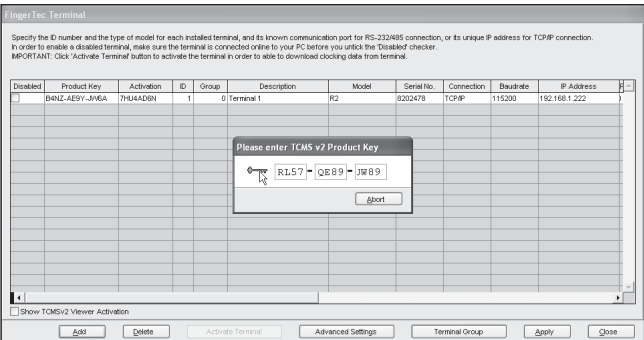 FingerTec Terminal
Specify the ID number and the type of model for each installed terminal, and its known communication port for RS-232/485 connection, or its unique IP address for TCP/IP connection.
In order to enable a disabled terminal, make sure the terminal is connected online to your PC before you untick the 'Disabled' checker.
IMPORTANT: Click 'Activate Terminal' button to activate the terminal in order to able to download clocking data from terminal.
Disabled Product Key Activation ID Group Description Model Serial No. Connection Baudrate IP Address
B4NZ-AE9Y-JW6A 7HU4AD6N 1 0 Terminal 1 R2 8202478 TCP/IP 115200 192.168.1.222
Please enter TCMS v2 Product Key
RL57 - QE89 - JW89
Abort
Show TCMSv2 Viewer Activation
Add Delete Activate Terminal Advanced Settings Terminal Group Apply Close